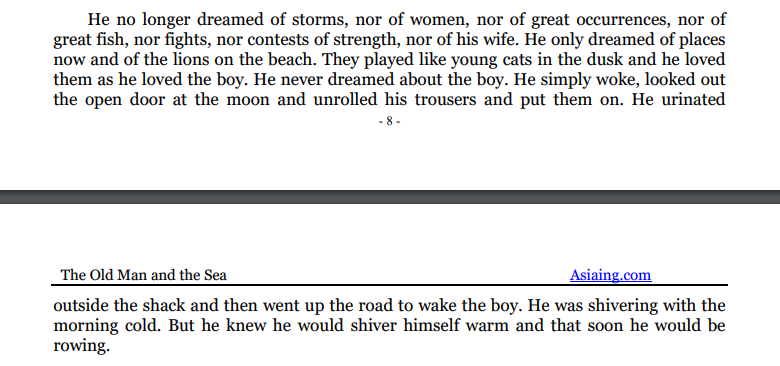 He no longer dreamed of storms, nor of women, nor of great occurrences, nor of
great fish, nor fights, nor contests of strength, nor of his wife. He only dreamed of places
now and of the lions on the beach. They played like young cats in the dusk and he loved
them as he loved the boy. He never dreamed about the boy. He simply woke, looked out
the open door at the moon and unrolled his trousers and put them on. He urinated
- 8 -
The Old Man and the Sea Asiaing.com
outside the shack and then went up the road to wake the boy. He was shivering with the
morning cold. But he knew he would shiver himself warm and that soon he would be
rowing.